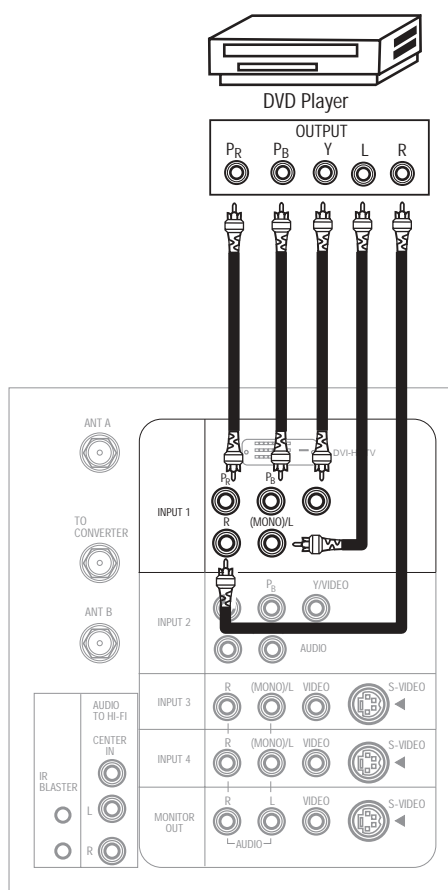 DVD Player
OUTPUT
PR PB Y L R
ANT A
PR PB
INPUT 1
R (MONO)/L
TO
CONVERTER
PB Y/VIDEO
ANT B
INPUT 2
AUDIO
AUDIO
TO HI-FI
INPUT 3
R (MONO)/L VIDEO S-VIDEO
CENTER
IN
INPUT 4
R (MONO)/L VIDEO S-VIDEO
IR
BLASTER
L
MONITOR
OUT
R L VIDEO S-VIDEO
AUDIO
R